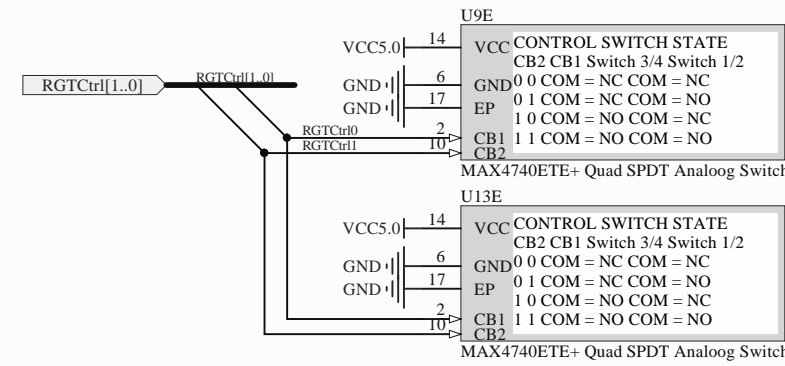 U9E
VCC5.0 14 VCC CONTROL SWITCH STATE
CB2 CB1 Switch 3/4 Switch 1/2
RGTCtrl[1..0] RGTCtrl[1..0] GND 6 GND 0 0 COM = NC COM = NC
GND 17 EP 0 1 COM = NC COM = NO
1 0 COM = NO COM = NC
RGTCtrl0 2 CB1 1 1 COM = NO COM = NO
RGTCtrl1 10 CB2
MAX4740ETE+ Quad SPDT Analoog Switch
U13E
VCC5.0 14 VCC CONTROL SWITCH STATE
CB2 CB1 Switch 3/4 Switch 1/2
GND 6 GND 0 0 COM = NC COM = NC
GND 17 EP 0 1 COM = NC COM = NO
1 0 COM = NO COM = NC
2 CB1 1 1 COM = NO COM = NO
10 CB2
MAX4740ETE+ Quad SPDT Analoog Switch